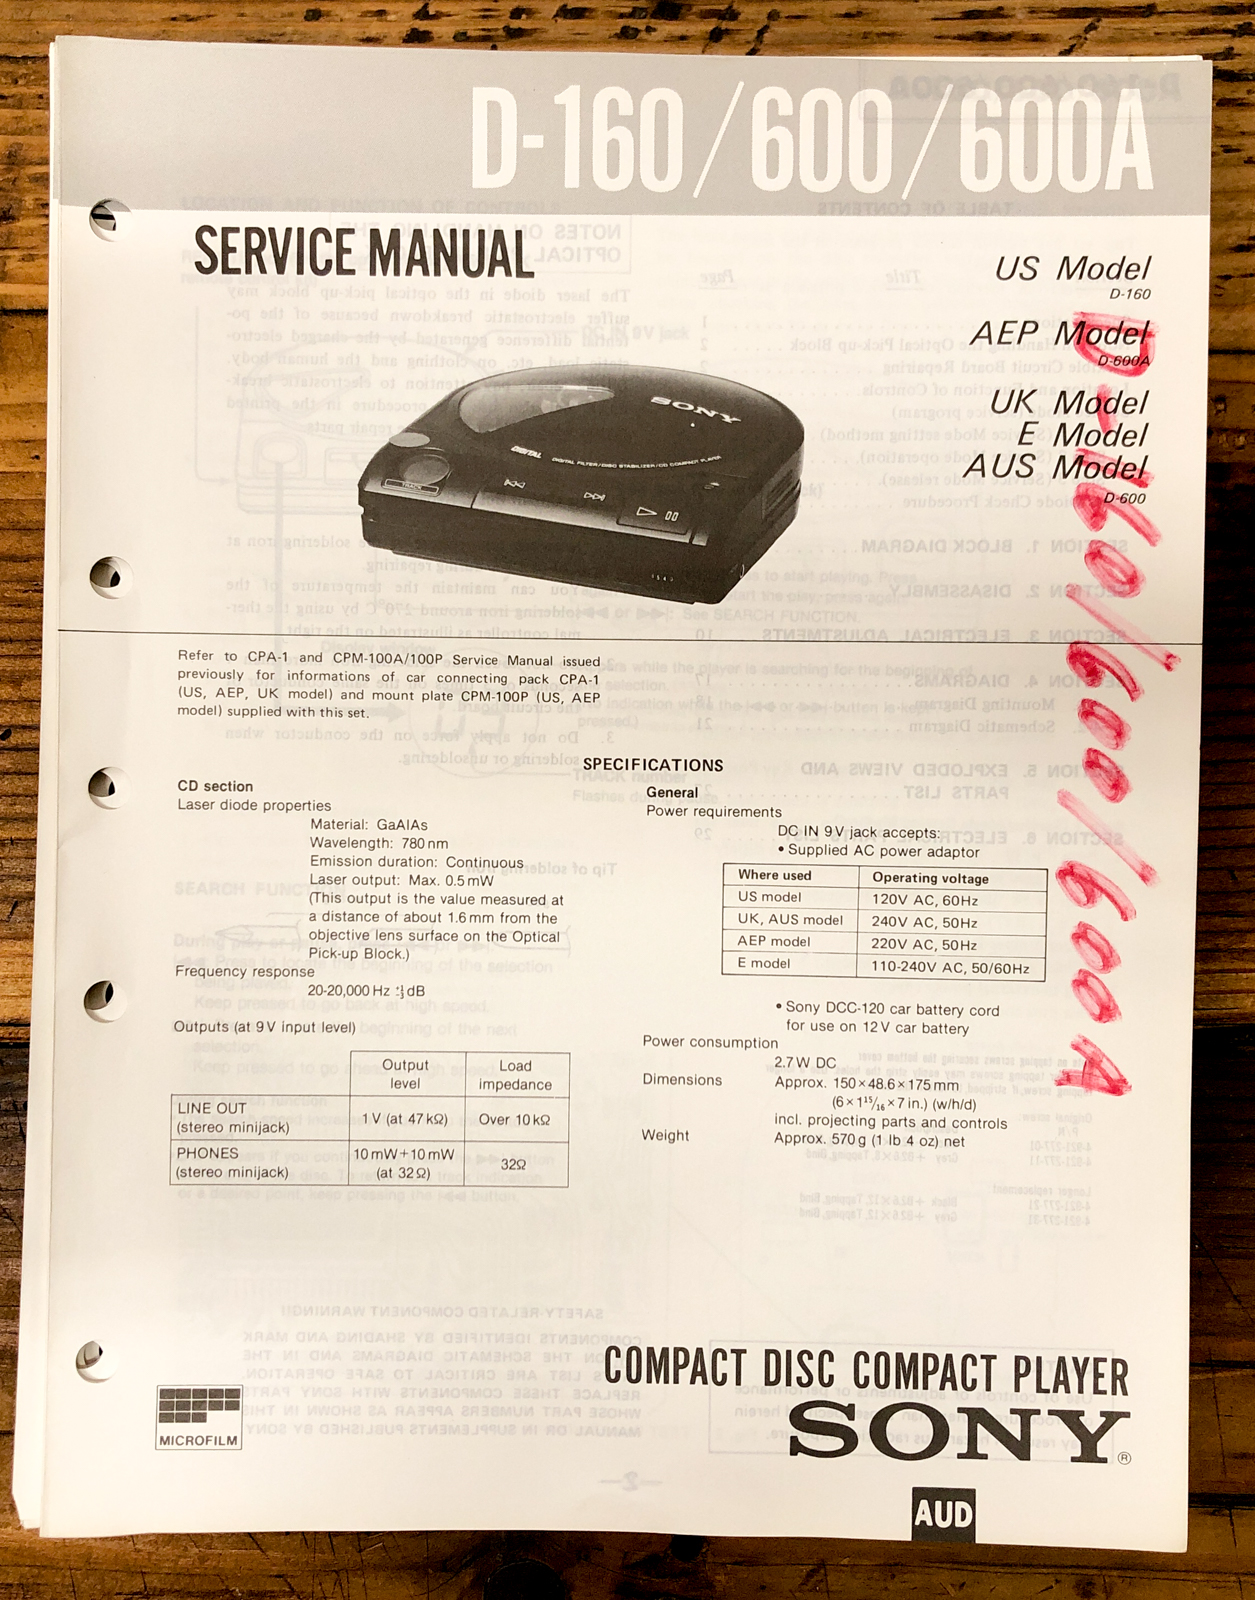 D-160/600/600A
SERVICE MANUAL
US Model
D-160
AEP Model
D-600A
UK Model
E Model
AUS Model
D-600
D-160/600/600A
SONY
DIGITAL
DIGITAL FILTER/DISC STABILIZER/CD COMPACT PLAYER
TRACK
Refer to CPA-1 and CPM-100A/100P Service Manual issued
previously for informations of car connecting pack CPA-1
(US, AEP, UK model) and mount plate CPM-100P (US, AEP
model) supplied with this set.
SPECIFICATIONS
CD section
Laser diode properties
Material: GaAlAs
Wavelength: 780 nm
Emission duration: Continuous
Laser output: Max. 0.5 mW
(This output is the value measured at
a distance of about 1.6 mm from the
objective lens surface on the Optical
Pick-up Block.)
Frequency response
20-20,000 Hz dB
Outputs (at 9 V input level)
Output level
Load impedance
LINE OUT (stereo minijack)
1 V (at 47 kΩ)
Over 10 kΩ
PHONES (stereo minijack)
10 mW + 10 mW (at 32 Ω)
32Ω
General
Power requirements
DC IN 9 V jack accepts:
• Supplied AC power adaptor
Where used
Operating voltage
US model
120V AC, 60Hz
UK, AUS model
240V AC, 50Hz
AEP model
220V AC, 50Hz
E model
110-240V AC, 50/60Hz
• Sony DCC-120 car battery cord
for use on 12 V car battery
Power consumption
2.7 W DC
Dimensions
Approx. 150 × 48.6 × 175 mm
(6 × 1 15/16 × 7 in.) (w/h/d)
incl. projecting parts and controls
Weight
Approx. 570 g (1 lb 4 oz) net
MICROFILM
COMPACT DISC COMPACT PLAYER
SONY®
AUD